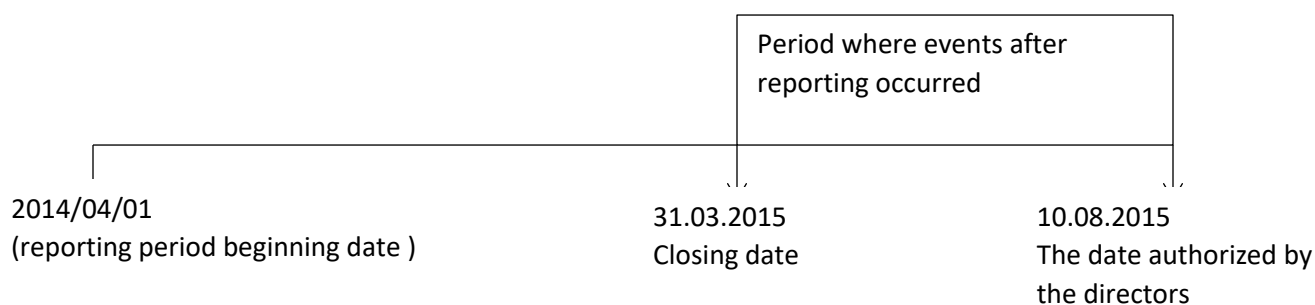 Period where events after
reporting occurred
2014/04/01
(reporting period beginning date )
31.03.2015
Closing date
10.08.2015
The date authorized by
the directors